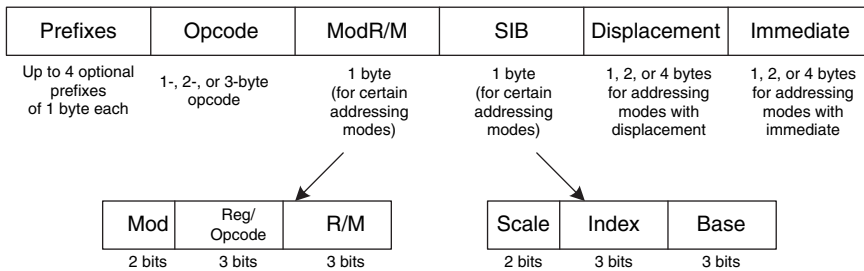 Prefixes Opcode ModR/M SIB Displacement Immediate
Up to 4 optional
prefixes
of 1 byte each
1-, 2-, or 3-byte
opcode
1 byte
(for certain
addressing
modes)
1 byte
(for certain
addressing
modes)
1, 2, or 4 bytes
for addressing
modes with
displacement
1, 2, or 4 bytes
for addressing
modes with
immediate
Mod Reg/
Opcode R/M
2 bits 3 bits 3 bits
Scale Index Base
2 bits 3 bits 3 bits